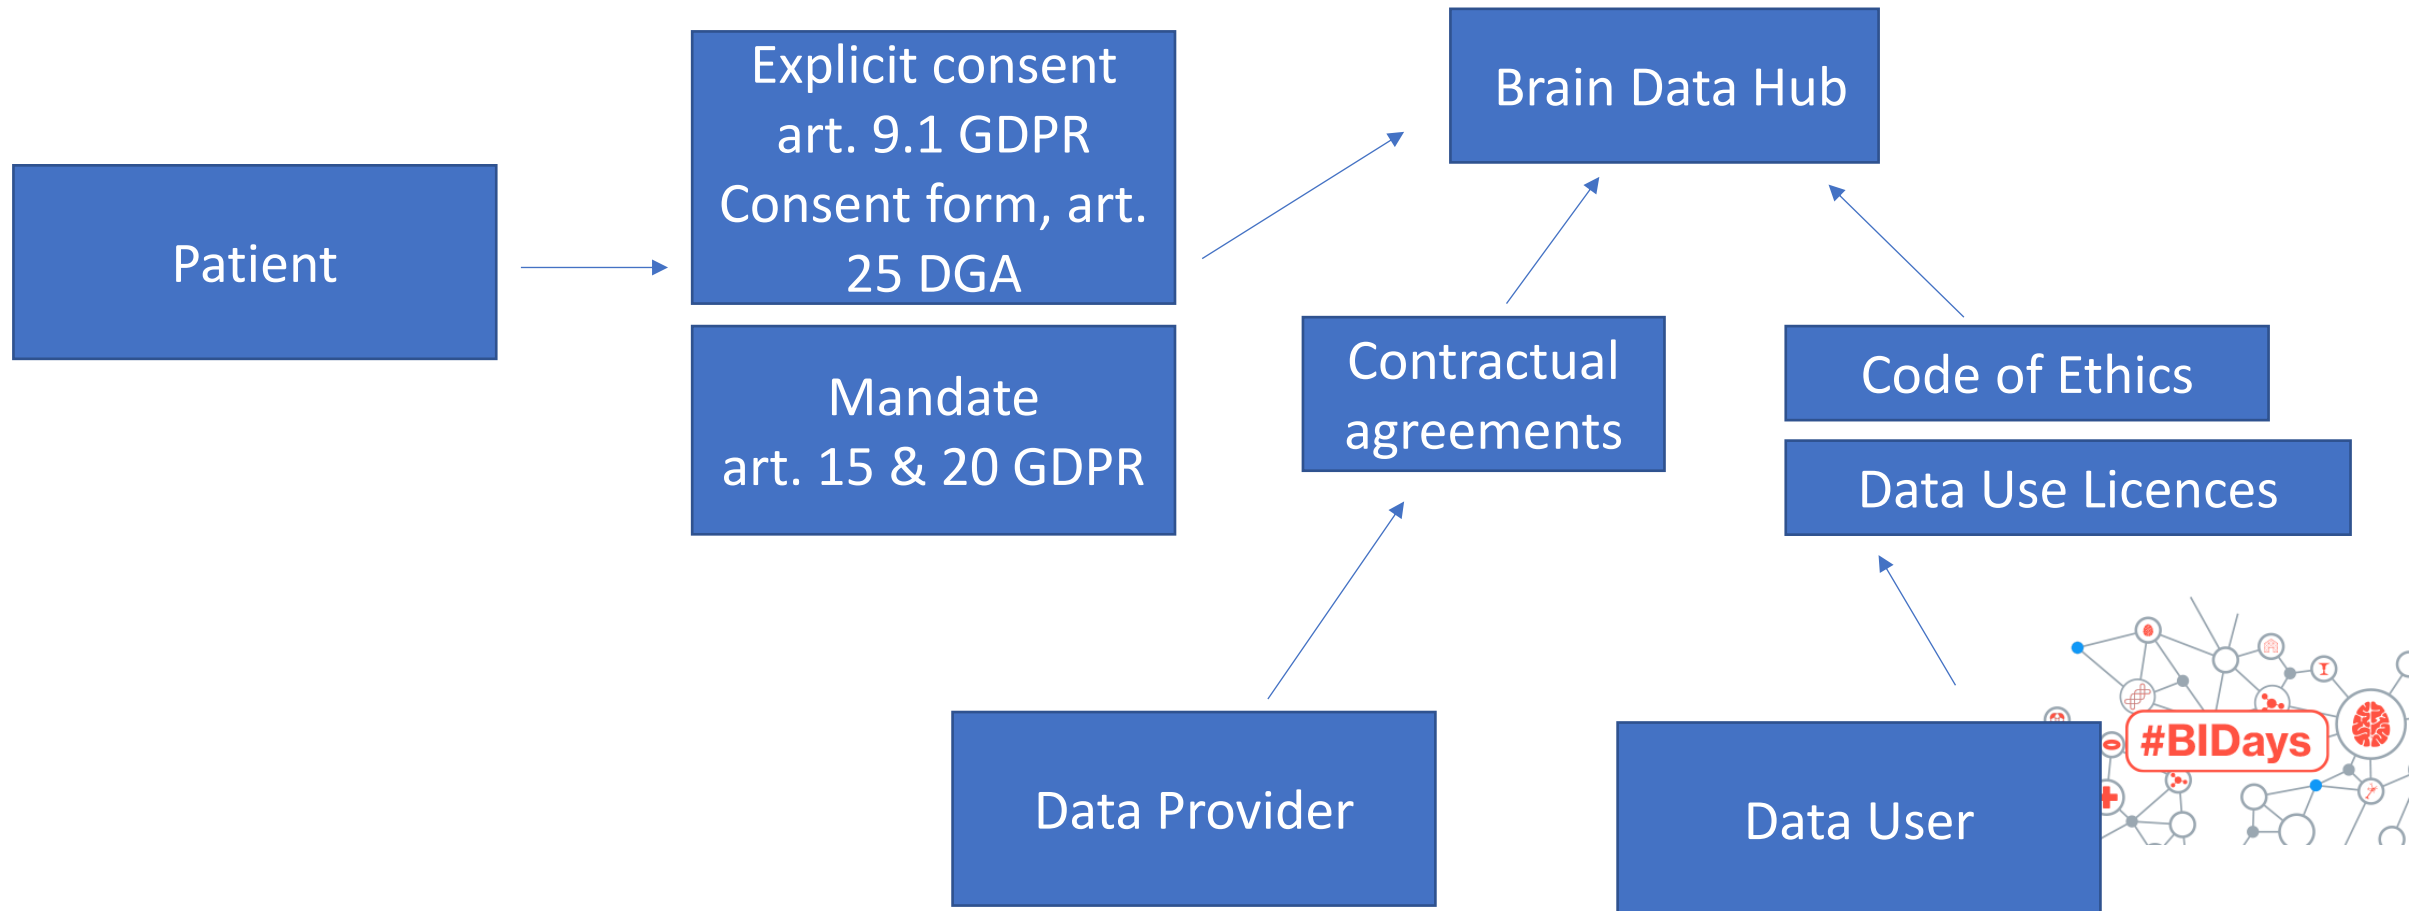 Patient
Explicit consent
art. 9.1 GDPR
Consent form, art.
25 DGA
Mandate
art. 15 & 20 GDPR
Brain Data Hub
Contractual
agreements
Code of Ethics
Data Use Licences
Data Provider
Data User
#BIDays